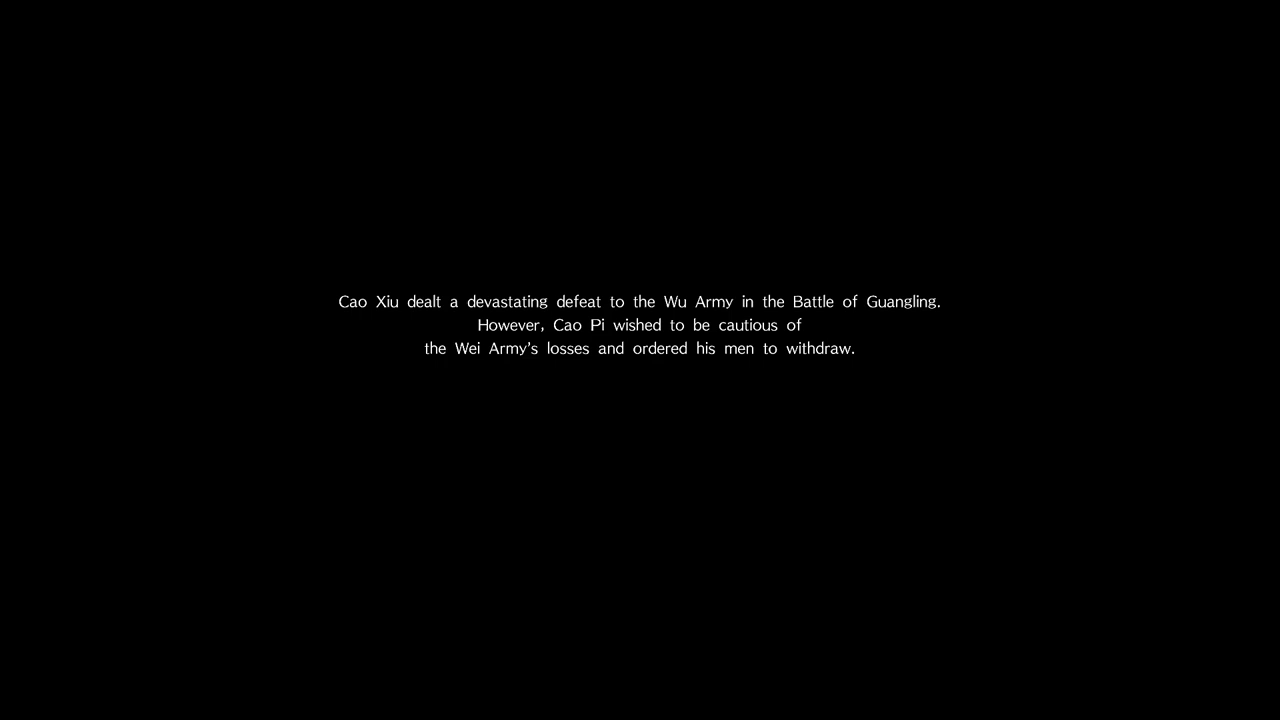 Cao Xiu dealt a devastating defeat to the Wu Army in the Battle of Guangling.
However, Cao Pi wished to be cautious of
the Wei Army's losses and ordered his men to withdraw.